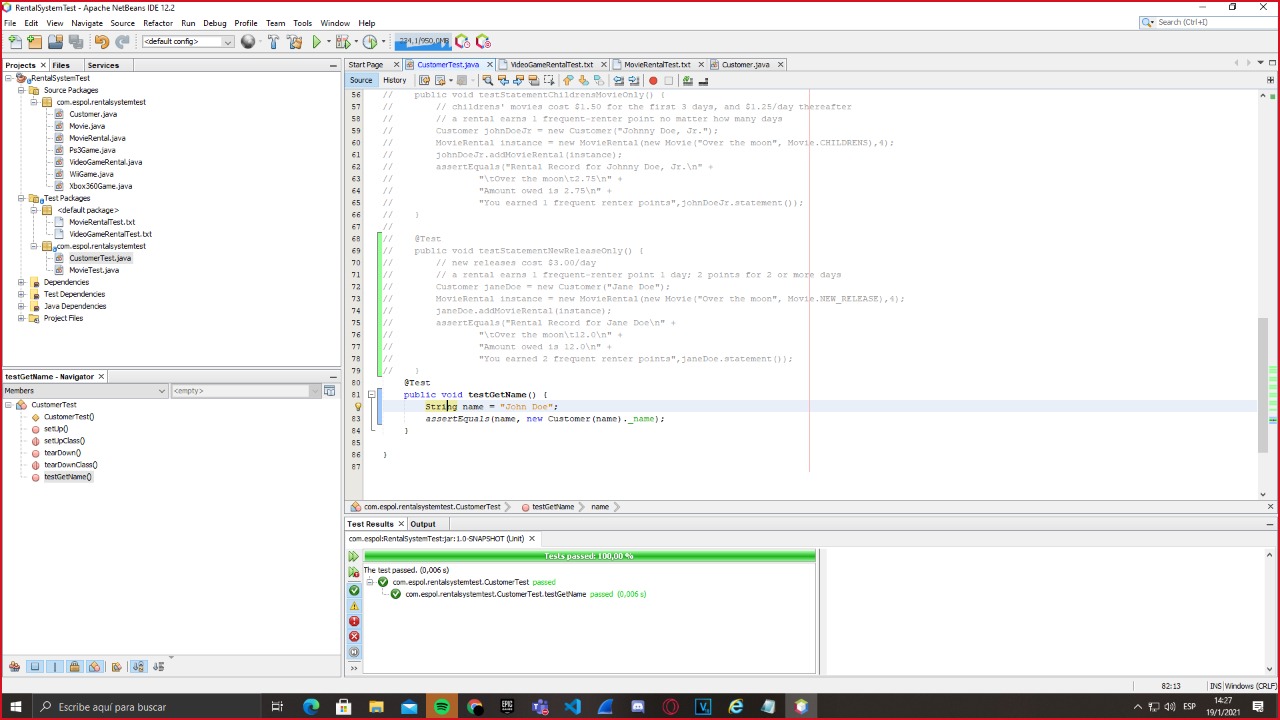 RentalSystemTest - Apache NetBeans IDE 12.2
File Edit View Navigate Source Refactor Run Debug Profile Team Tools Window Help
Search (Ctrl+I)
<default config>
234,1/950,0MB
Projects Files Services
RentalSystemTest
Source Packages
com.espol.rentalsystemtest
Customer.java
Movie.java
MovieRental.java
Ps3Game.java
VideoGameRental.java
WiiGame.java
Xbox360Game.java
Test Packages
<default package>
MovieRentalTest.txt
VideoGameRentalTest.txt
com.espol.rentalsystemtest
CustomerTest.java
MovieTest.java
Dependencies
Test Dependencies
Java Dependencies
Project Files
testGetName - Navigator
Members <empty>
CustomerTest
CustomerTest()
setUp()
setUpClass()
tearDown()
tearDownClass()
testGetName()
Start Page CustomerTest.java VideoGameRentalTest.txt MovieRentalTest.txt Customer.java
Source History
56 // public void testStatementChildrensMovieOnly() {
57 // // childrens' movies cost $1.50 for the first 3 days, and $1.25/day thereafter
58 // // a rental earns 1 frequent-renter point no matter how many days
59 // Customer johnDoeJr = new Customer("Johnny Doe, Jr.");
60 // MovieRental instance = new MovieRental(new Movie("Over the moon", Movie.CHILDRENS),4);
61 // johnDoeJr.addMovieRental(instance);
62 // assertEquals("Rental Record for Johnny Doe, Jr.\n" +
63 // "\tOver the moon\t2.75\n" +
64 // "Amount owed is 2.75\n" +
65 // "You earned 1 frequent renter points",johnDoeJr.statement());
66 // }
67 //
68 // @Test
69 // public void testStatementNewReleaseOnly() {
70 // // new releases cost $3.00/day
71 // // a rental earns 1 frequent-renter point 1 day; 2 points for 2 or more days
72 // Customer janeDoe = new Customer("Jane Doe");
73 // MovieRental instance = new MovieRental(new Movie("Over the moon", Movie.NEW_RELEASE),4);
74 // janeDoe.addMovieRental(instance);
75 // assertEquals("Rental Record for Jane Doe\n" +
76 // "\tOver the moon\t12.0\n" +
77 // "Amount owed is 12.0\n" +
78 // "You earned 2 frequent renter points",janeDoe.statement());
79 // }
80 @Test
81 public void testGetName() {
String name = "John Doe";
83 assertEquals(name, new Customer(name)._name);
84 }
85
86 }
87
com.espol.rentalsystemtest.CustomerTest testGetName name
Test Results Output
com.espol:RentalSystemTest:jar:1.0-SNAPSHOT (Unit)
Tests passed: 100,00 %
The test passed. (0,006 s)
com.espol.rentalsystemtest.CustomerTest passed
com.espol.rentalsystemtest.CustomerTest.testGetName passed (0,006 s)
82:13 INS Windows (CRLF)
Escribe aquí para buscar
ESP
14:27
19/1/2021